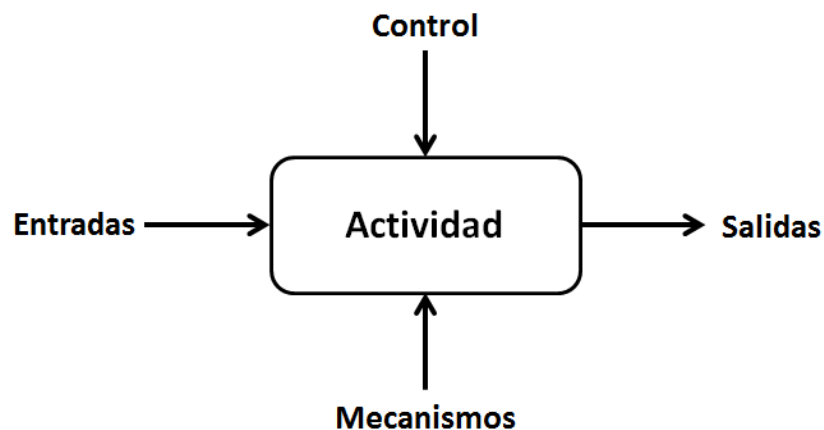 Control
Entradas
Actividad
Salidas
Mecanismos